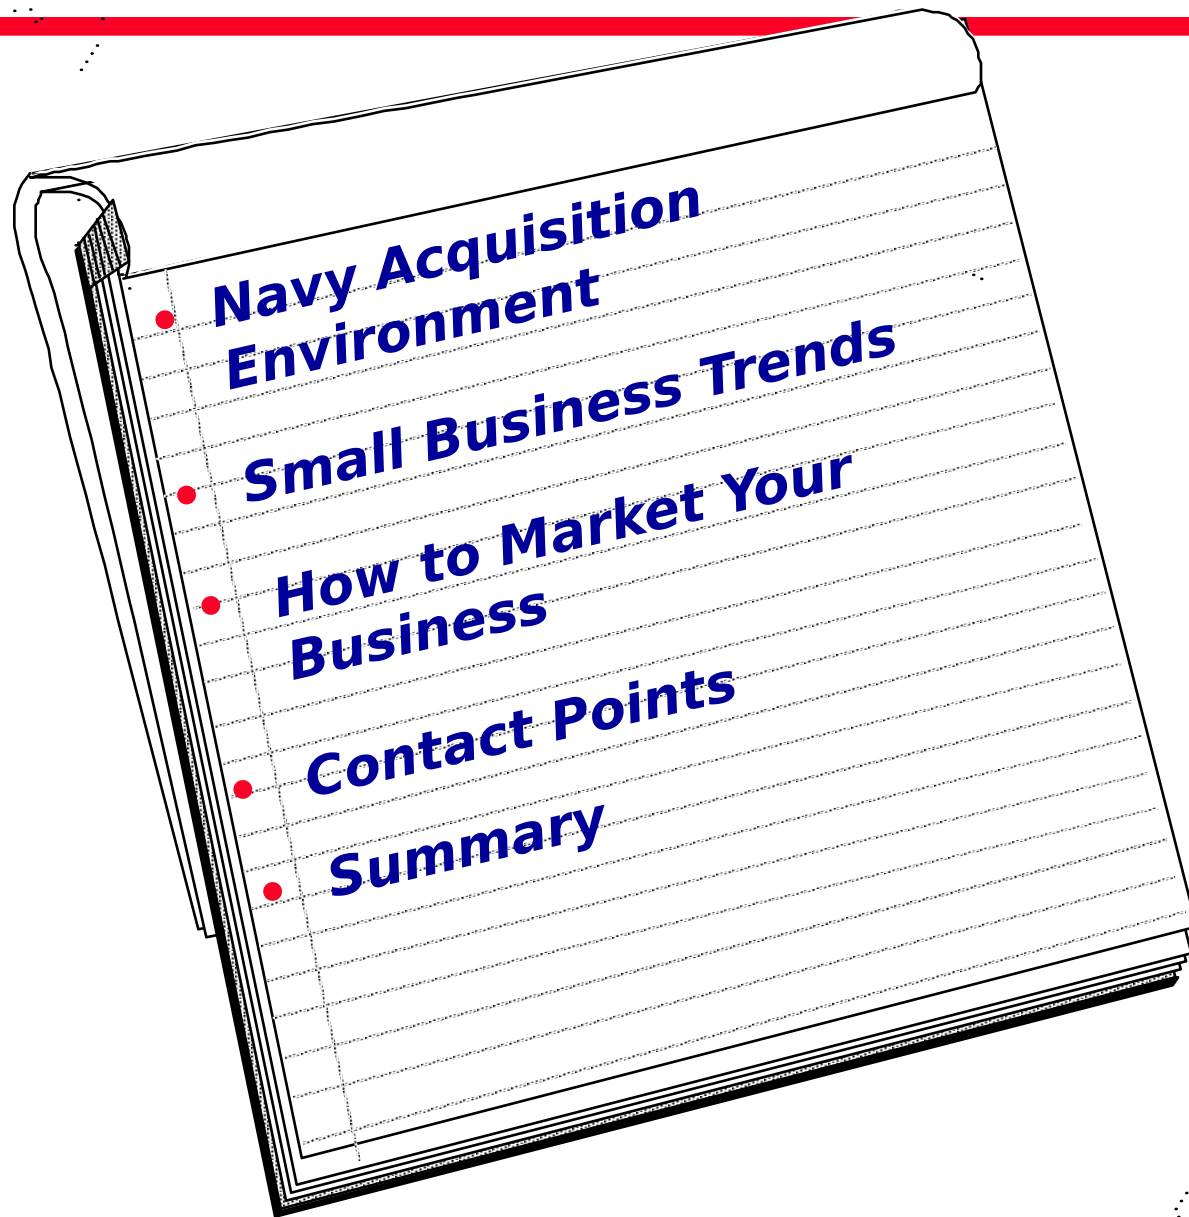 Navy Acquisition
Environment
Small Business Trends
How to Market Your
Business
Contact Points
Summary